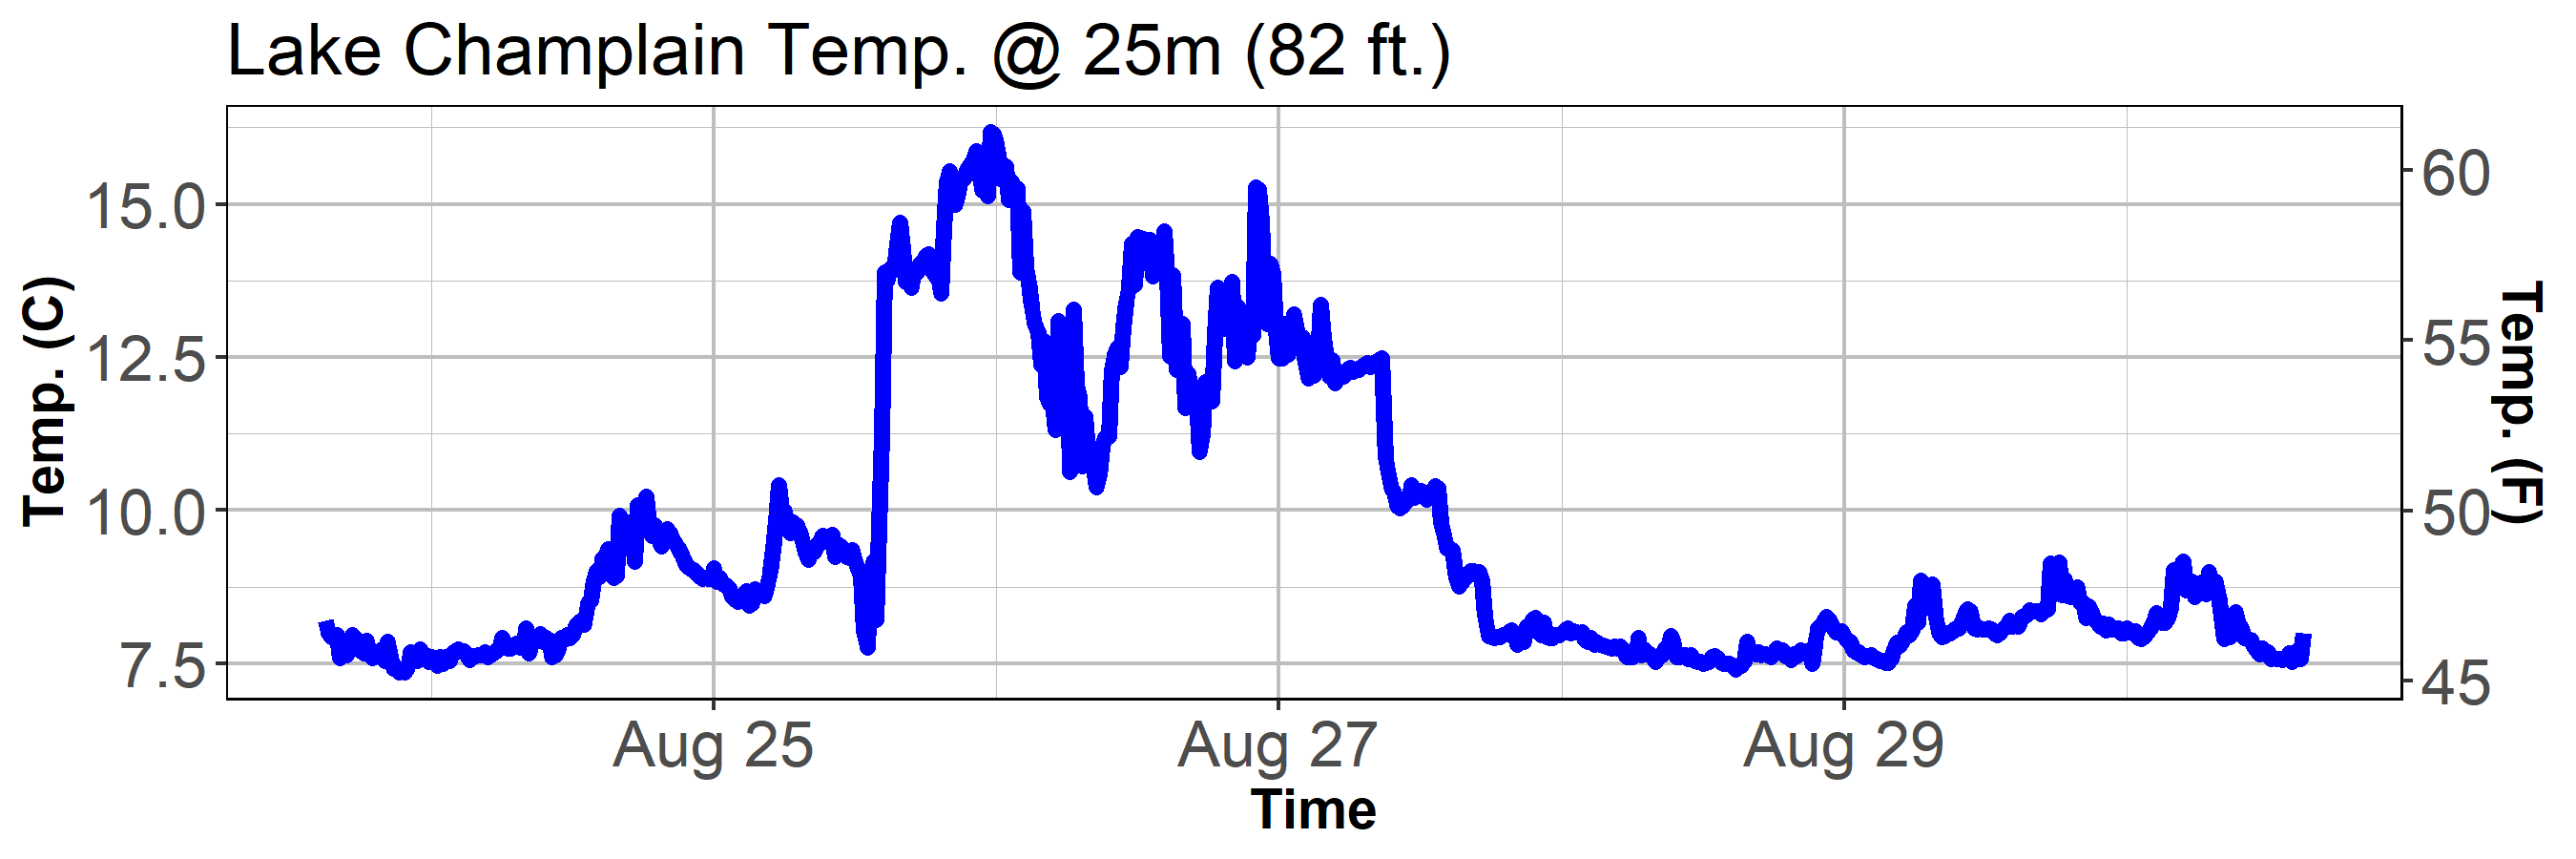 Lake Champlain Temp. @ 25m (82 ft.)
Temp. (C)
15.0
12.5
10.0
7.5
60
55
50
45
Temp. (F)
Aug 25
Aug 27
Aug 29
Time